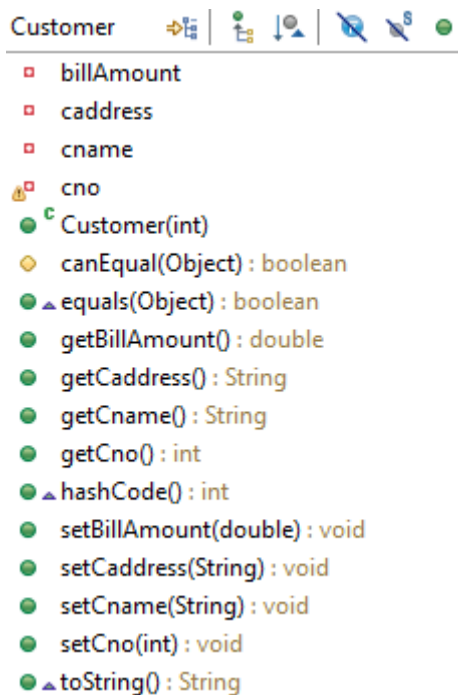 Customer
billAmount
caddress
cname
cno
Customer(int)
canEqual(Object) : boolean
equals(Object) : boolean
getBillAmount() : double
getCaddress() : String
getCname() : String
getCno() : int
hashCode() : int
setBillAmount(double) : void
setCaddress(String) : void
setCname(String) : void
setCno(int) : void
toString() : String